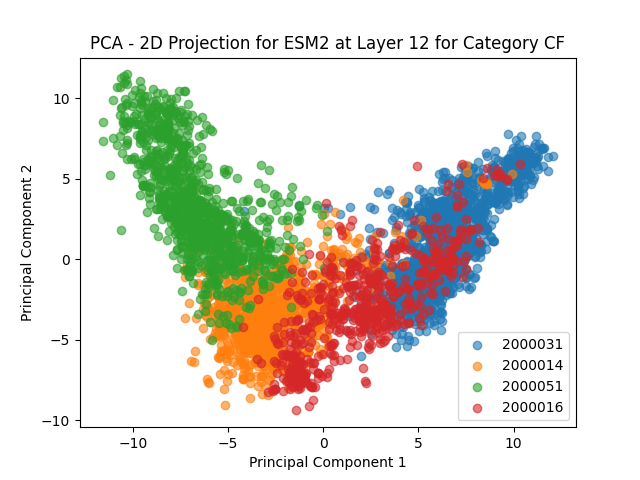 PCA - 2D Projection for ESM2 at Layer 12 for Category CF
Principal Component 2
10
5
0
−5
−10
2000031
2000014
2000051
2000016
−10 −5 0 5 10
Principal Component 1